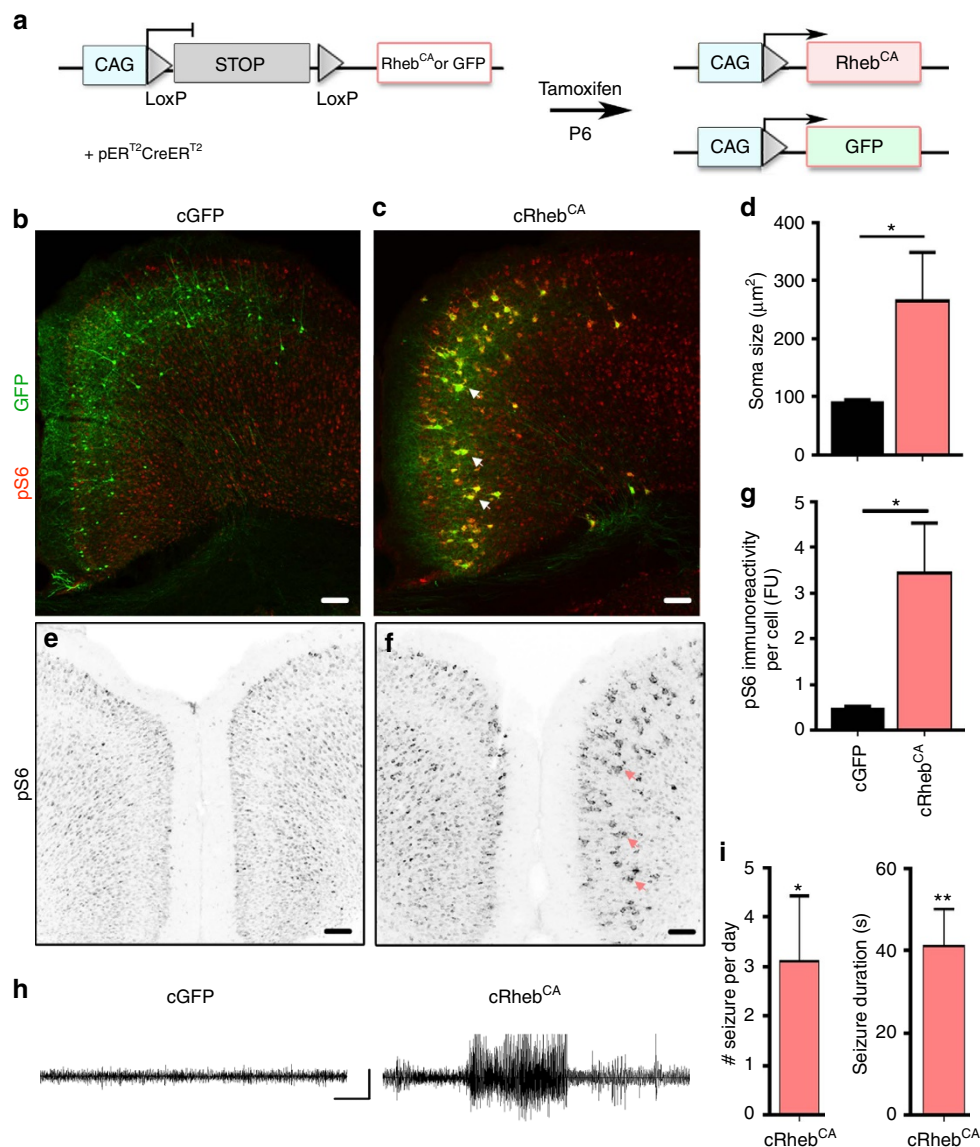 a
CAG
STOP
Rheb^CA or GFP
LoxP
LoxP
+ pER^T2CreER^T2
Tamoxifen
P6
CAG
Rheb^CA
CAG
GFP
b
cGFP
c
cRheb^CA
GFP
pS6
d
Soma size (μm²)
400
300
200
100
0
*
e
f
pS6
g
pS6 immunoreactivity
per cell (FU)
5
4
3
2
1
0
*
cGFP
cRheb^CA
h
cGFP
cRheb^CA
i
# seizure per day
5
4
3
2
1
0
*
cRheb^CA
Seizure duration (s)
60
40
20
0
**
cRheb^CA